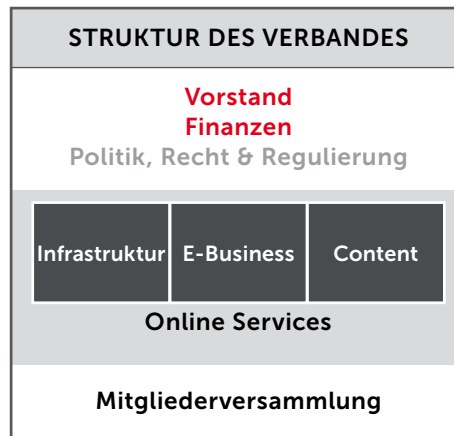 STRUKTUR DES VERBANDES
Vorstand
Finanzen
Politik, Recht & Regulierung
Infrastruktur
E-Business
Content
Online Services
Mitgliederversammlung